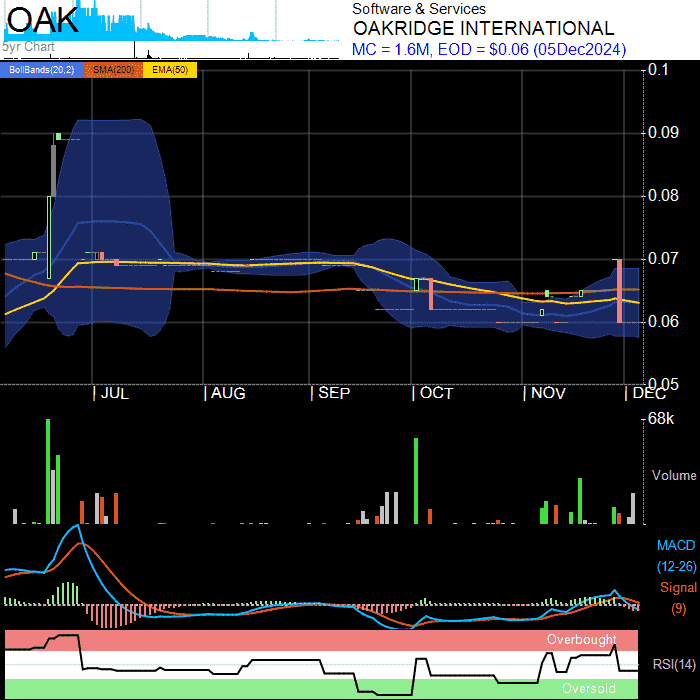 OAK
Software & Services
OAKRIDGE INTERNATIONAL
5yr Chart
MC = 1.6M, EOD = $0.06 (05Dec2024)
BollBands(20,2) SMA(200) EMA(50)
0.1
0.09
0.08
0.07
0.06
0.05
| JUL | AUG | SEP | OCT | NOV | DEC
68k
Volume
MACD
(12-26)
Signal
(9)
Overbought
RSI(14)
Oversold